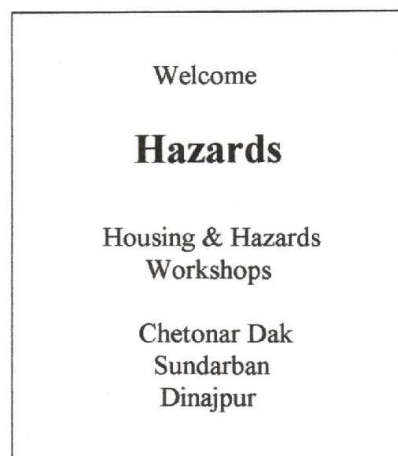 Welcome
Hazards
Housing & Hazards
Workshops
Chetonar Dak
Sundarban
Dinajpur